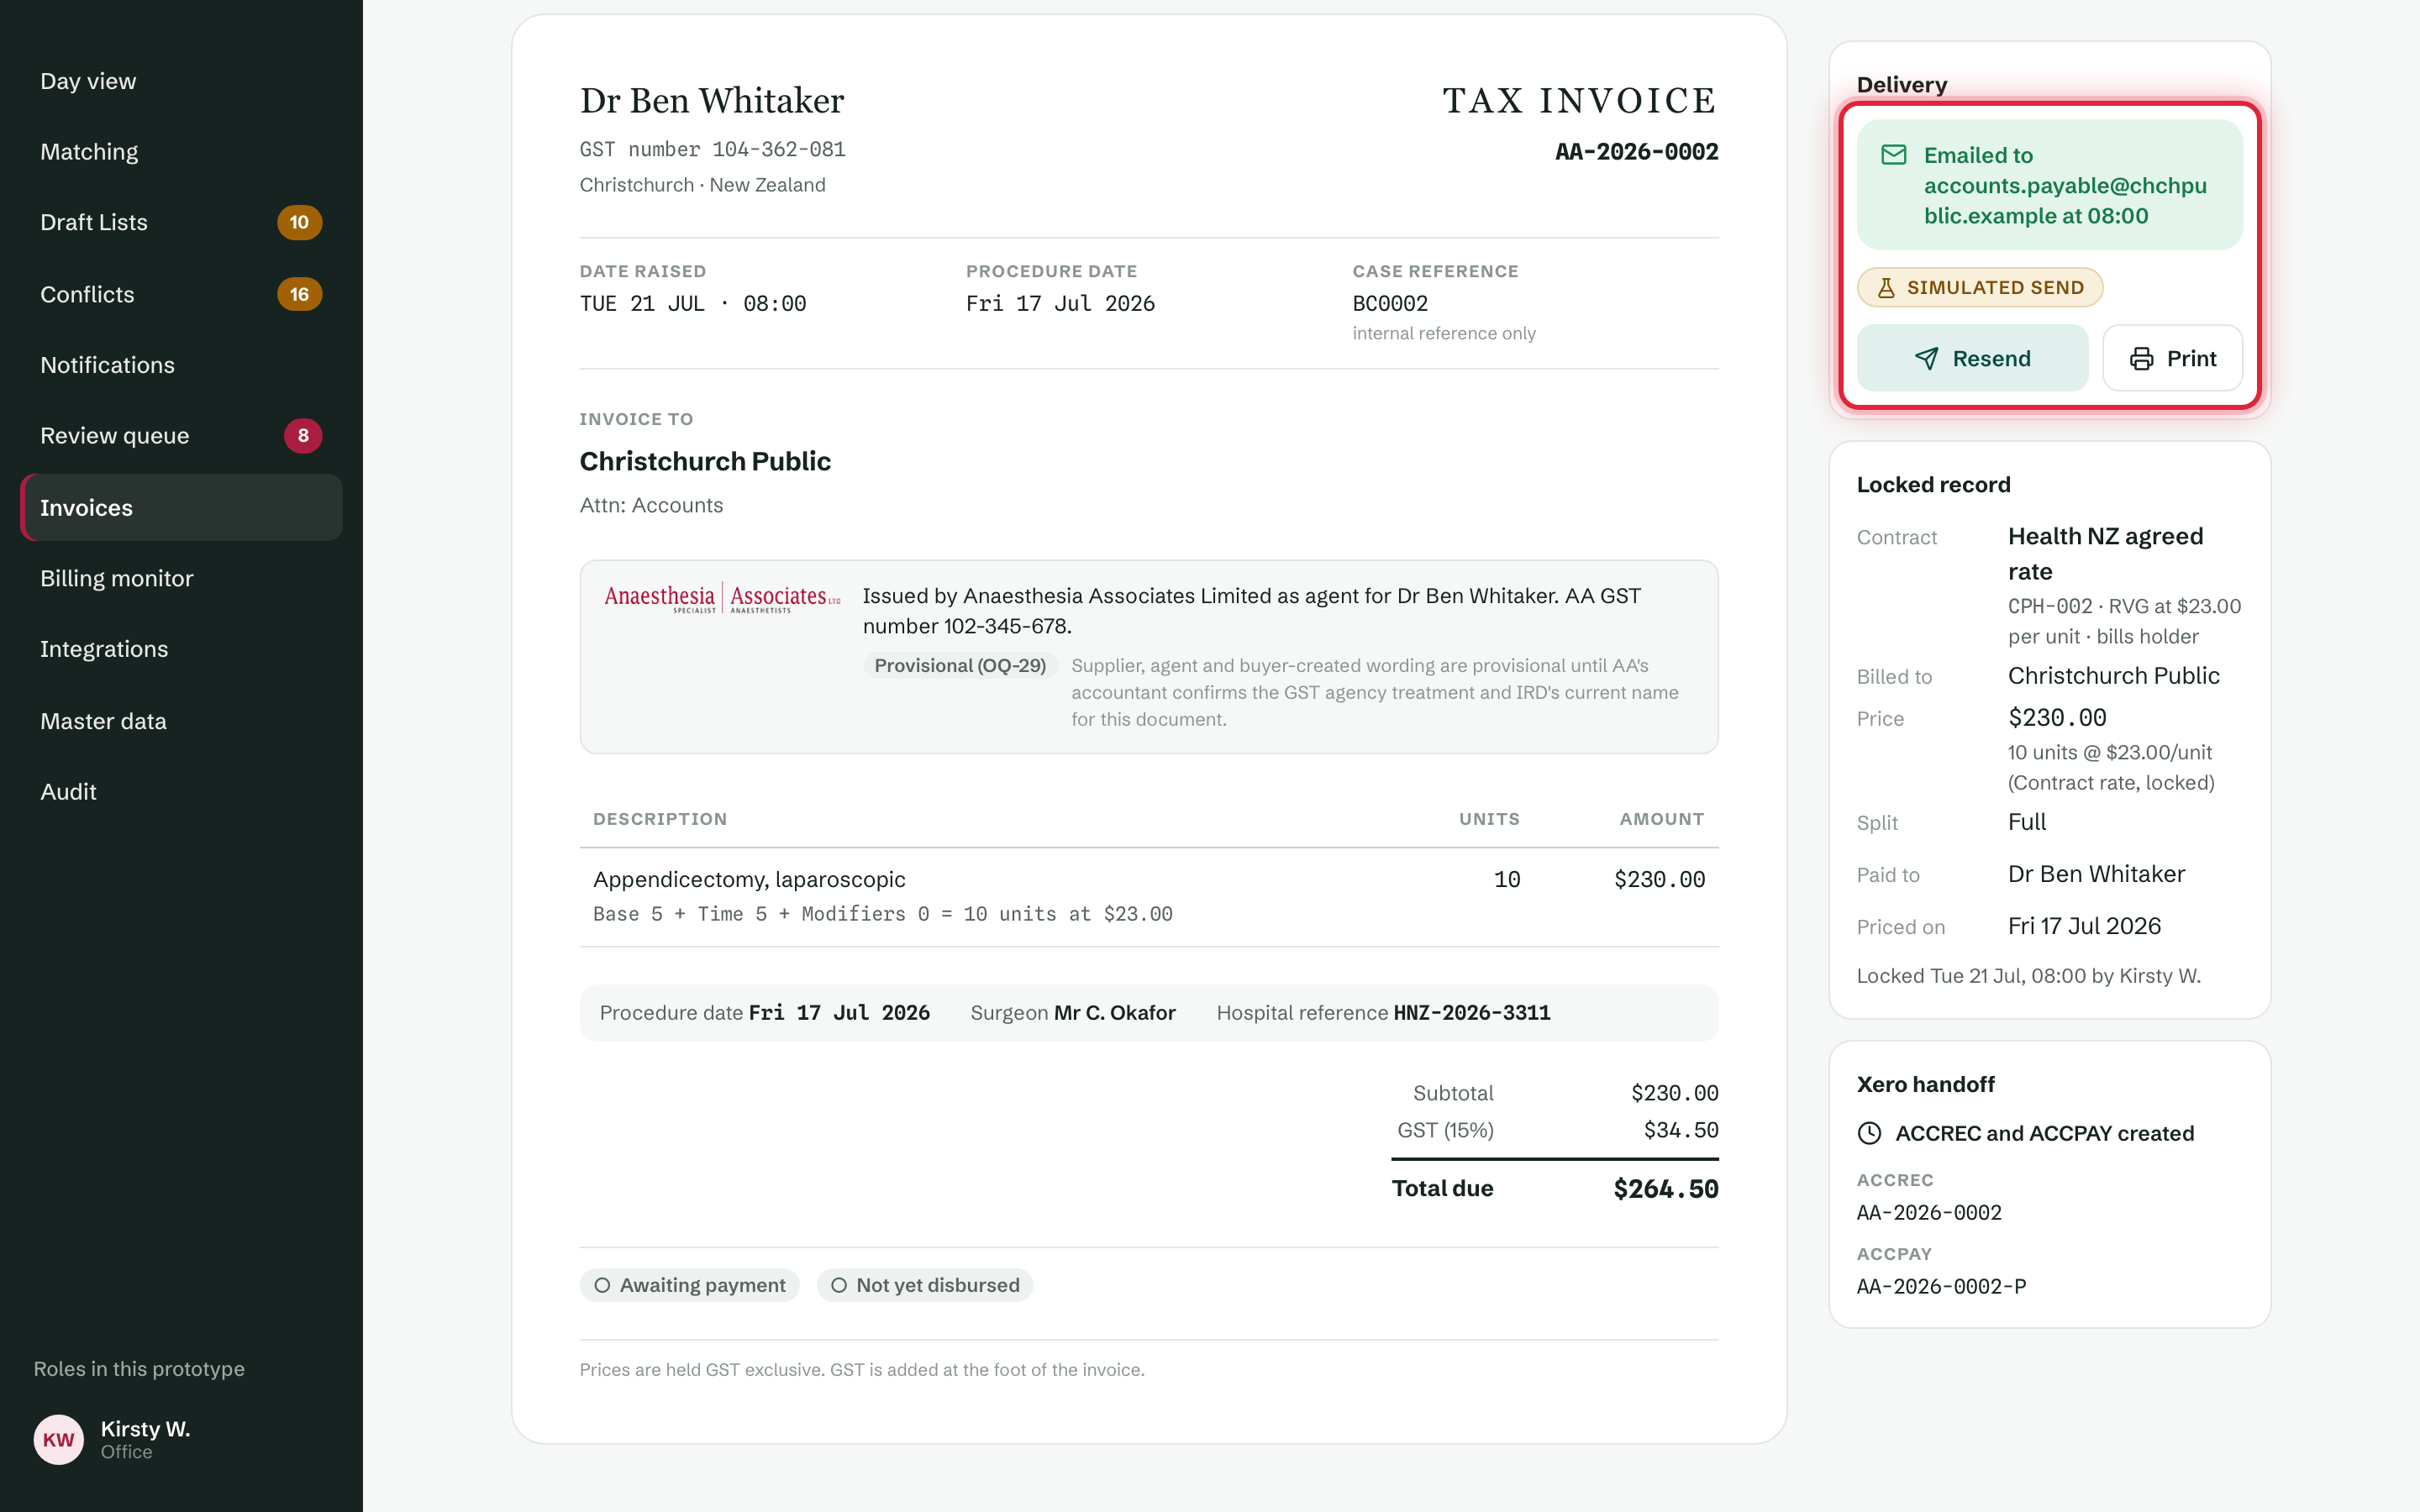 Day view
Matching
Draft Lists 10
Conflicts 16
Notifications
Review queue 8
Invoices
Billing monitor
Integrations
Master data
Audit
Roles in this prototype
KW
Kirsty W.
Office
Dr Ben Whitaker
GST number 104-362-081
Christchurch · New Zealand
TAX INVOICE
AA-2026-0002
DATE RAISED
TUE 21 JUL · 08:00
PROCEDURE DATE
Fri 17 Jul 2026
CASE REFERENCE
BC0002
internal reference only
INVOICE TO
Christchurch Public
Attn: Accounts
Anaesthesia Associates LTD
SPECIALIST ANAESTHETISTS
Issued by Anaesthesia Associates Limited as agent for Dr Ben Whitaker. AA GST
number 102-345-678.
Provisional (OQ-29)
Supplier, agent and buyer-created wording are provisional until AA's
accountant confirms the GST agency treatment and IRD's current name
for this document.
DESCRIPTION UNITS AMOUNT
Appendicectomy, laparoscopic 10 $230.00
Base 5 + Time 5 + Modifiers 0 = 10 units at $23.00
Procedure date Fri 17 Jul 2026 Surgeon Mr C. Okafor Hospital reference HNZ-2026-3311
Subtotal $230.00
GST (15%) $34.50
Total due $264.50
Awaiting payment Not yet disbursed
Prices are held GST exclusive. GST is added at the foot of the invoice.
Delivery
Emailed to
accounts.payable@chchpu
blic.example at 08:00
SIMULATED SEND
Resend Print
Locked record
Contract Health NZ agreed
rate
CPH-002 · RVG at $23.00
per unit · bills holder
Billed to Christchurch Public
Price $230.00
10 units @ $23.00/unit
(Contract rate, locked)
Split Full
Paid to Dr Ben Whitaker
Priced on Fri 17 Jul 2026
Locked Tue 21 Jul, 08:00 by Kirsty W.
Xero handoff
ACCREC and ACCPAY created
ACCREC
AA-2026-0002
ACCPAY
AA-2026-0002-P